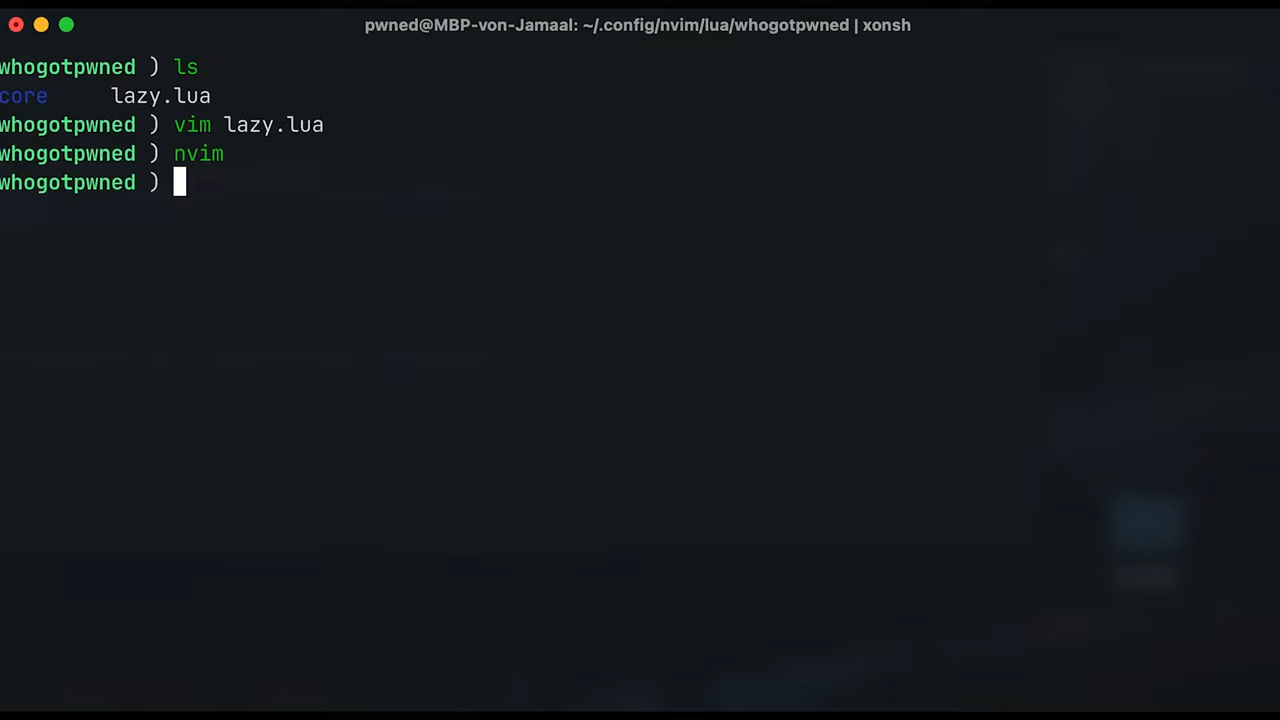 pwned@MBP-von-Jamaal: ~/.config/nvim/lua/whogotpwned | xonsh
whogotpwned ) ls
core lazy.lua
whogotpwned ) vim lazy.lua
whogotpwned ) nvim
whogotpwned )